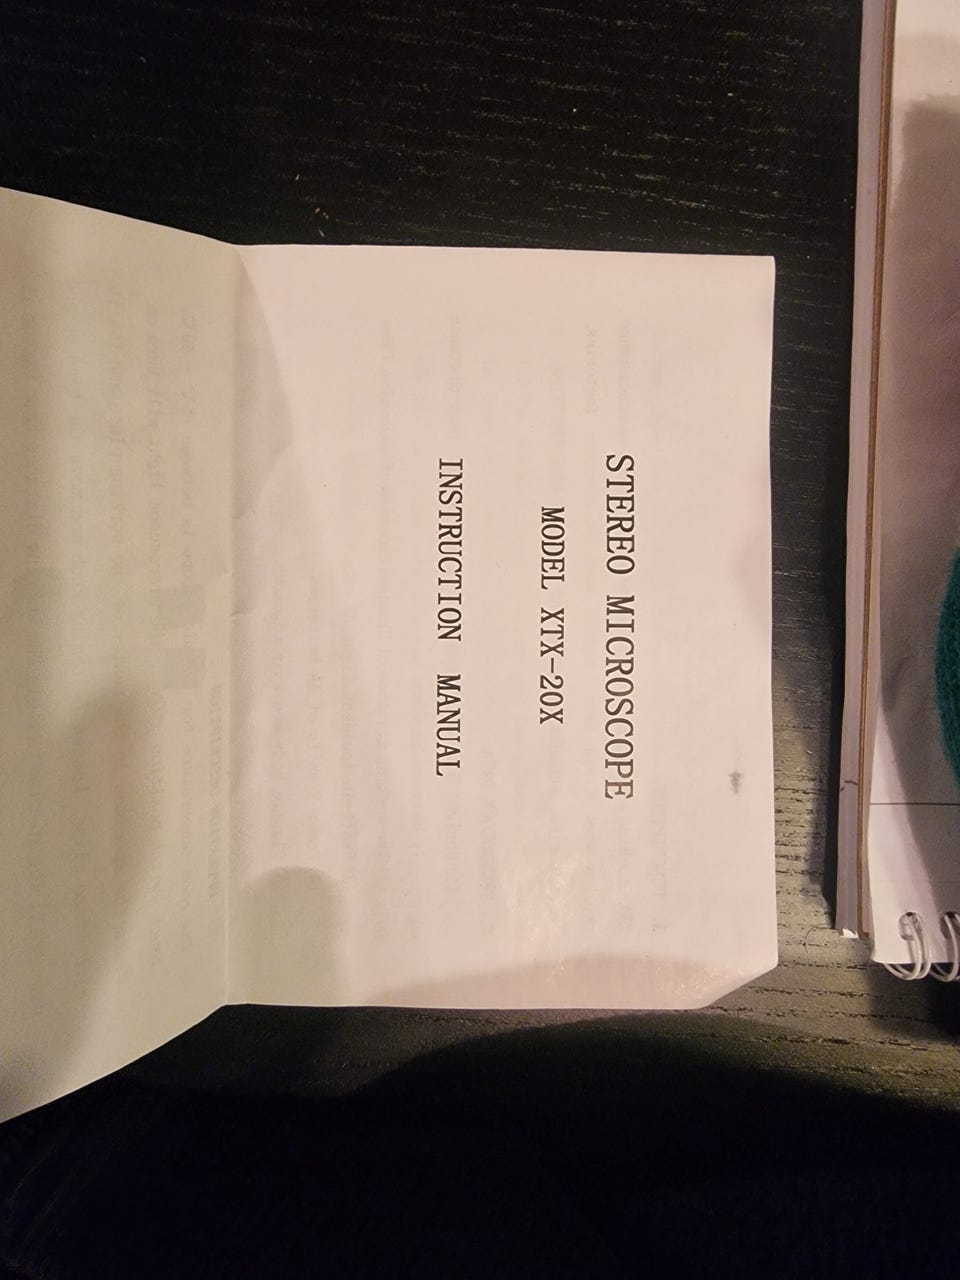 STEREO MICROSCOPE
MODEL XTX-20X
INSTRUCTION MANUAL